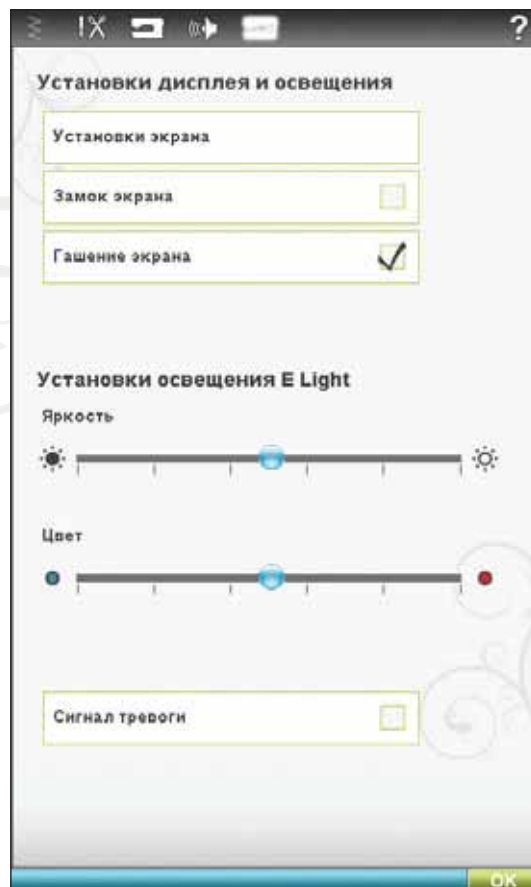 ?
Установки дисплея и освещения
Установки экрана
Замок экрана
Гашение экрана
Установки освещения E Light
Яркость
Цвет
Сигнал тревоги
OK